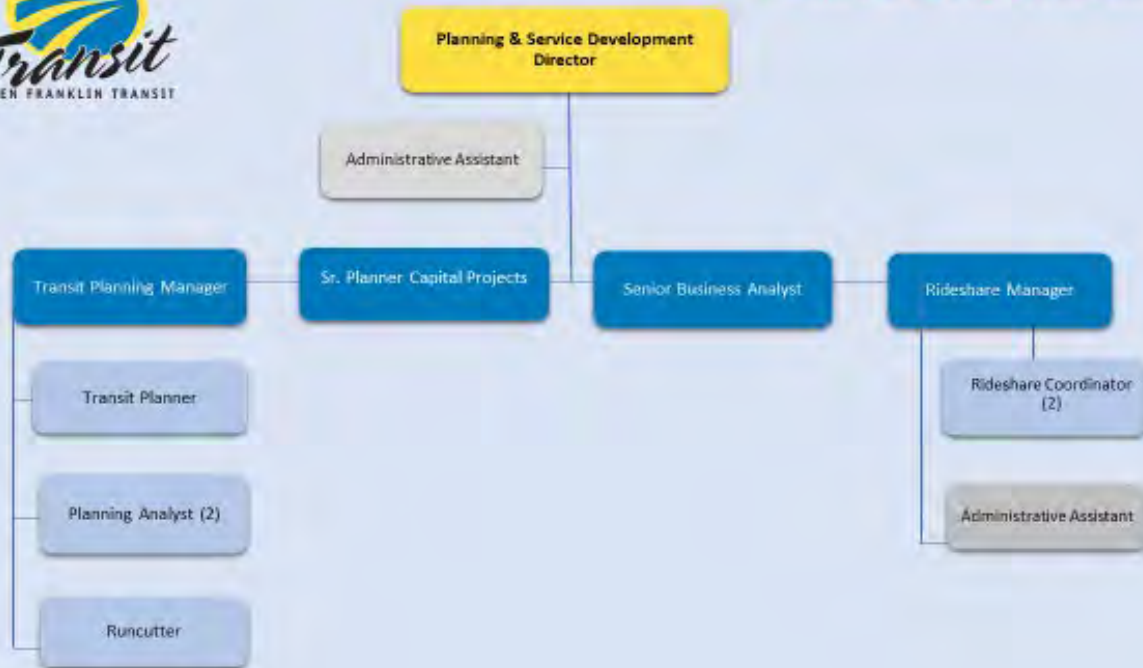 Transit
EN FRANKLIN TRANSIT
Planning & Service Development
Director
Administrative Assistant
Transit Planning Manager
Sr. Planner Capital Projects
Senior Business Analyst
Rideshare Manager
Transit Planner
Rideshare Coordinator
(2)
Planning Analyst (2)
Administrative Assistant
Runcutter